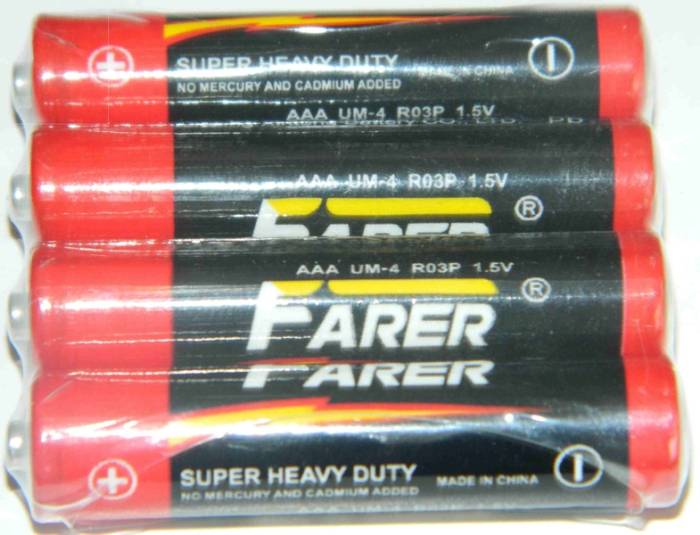 SUPER HEAVY DUTY
NO MERCURY AND CADMIUM ADDED
MADE IN CHINA
AAA UM-4 R03P 1.5V
AAA UM-4 R03P 1.5V
FARER ®
AAA UM-4 R03P 1.5V
FARER ®
FARER
SUPER HEAVY DUTY
NO MERCURY AND CADMIUM ADDED
MADE IN CHINA